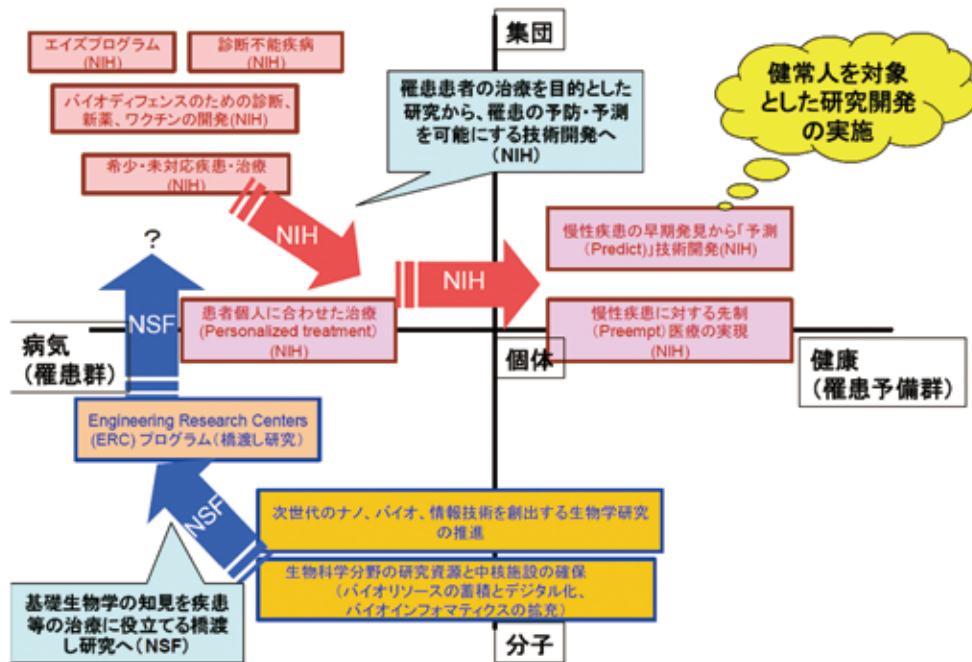 エイズプログラム
(NIH)
診断不能疾病
(NIH)
バイオディフェンスのための診断、
新薬、ワクチンの開発(NIH)
希少・未対応疾患・治療
(NIH)
集団
罹患患者の治療を目的とした
研究から、罹患の予防・予測
を可能にする技術開発へ
(NIH)
健常人を対象
とした研究開発
の実施
NIH
NIH
慢性疾患の早期発見から「予測
(Predict)」技術開発(NIH)
?
NSF
患者個人に合わせた治療
(Personalized treatment)
(NIH)
慢性疾患に対する先制
(Preempt)医療の実現
(NIH)
病気
(罹患群)
個体
健康
(罹患予備群)
Engineering Research Centers
(ERC) プログラム(橋渡し研究)
NSF
次世代のナノ、バイオ、情報技術を創出する生物学研究
の推進
生物科学分野の研究資源と中核施設の確保
(バイオリソースの蓄積とデジタル化、
バイオインフォマティクスの拡充)
基礎生物学の知見を疾患
等の治療に役立てる橋渡
し研究へ(NSF)
分子